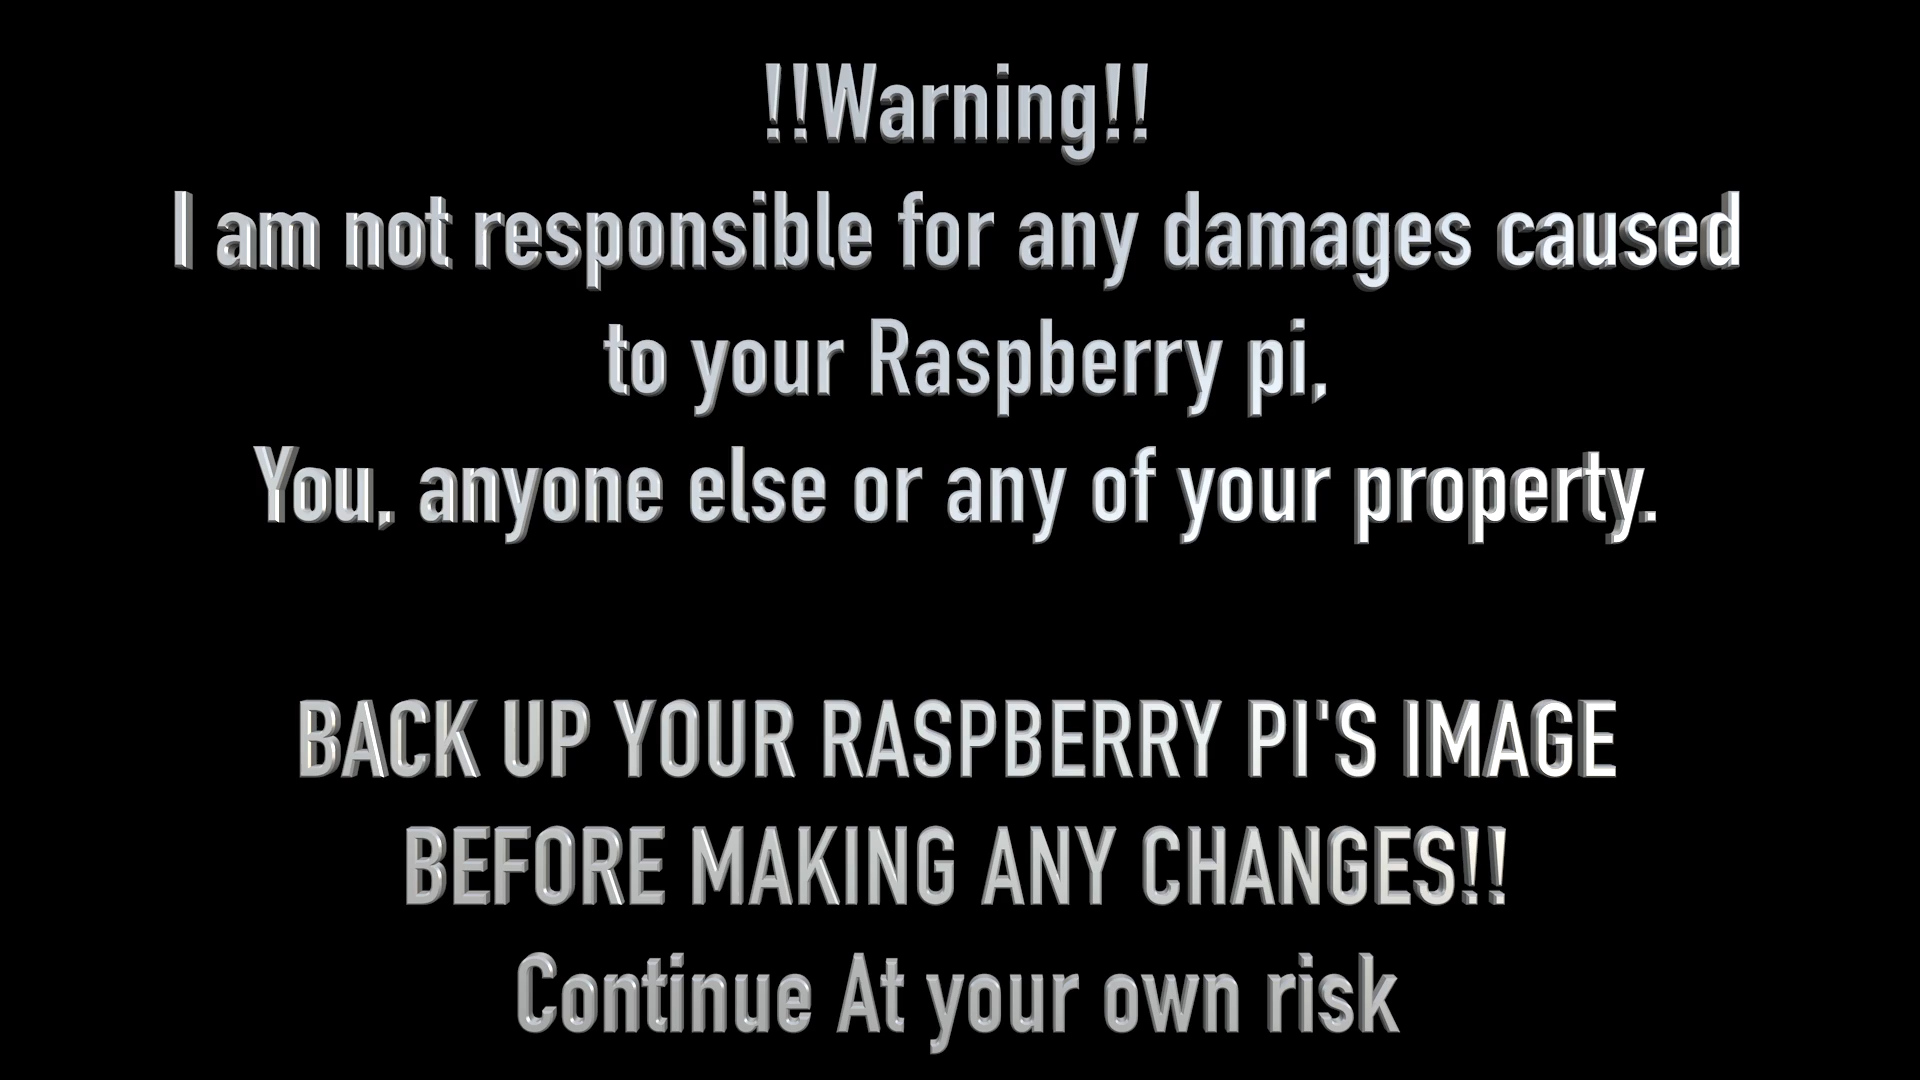 !!Warning!!
I am not responsible for any damages caused
to your Raspberry pi,
You, anyone else or any of your property.
BACK UP YOUR RASPBERRY PI'S IMAGE
BEFORE MAKING ANY CHANGES!!
Continue At your own risk